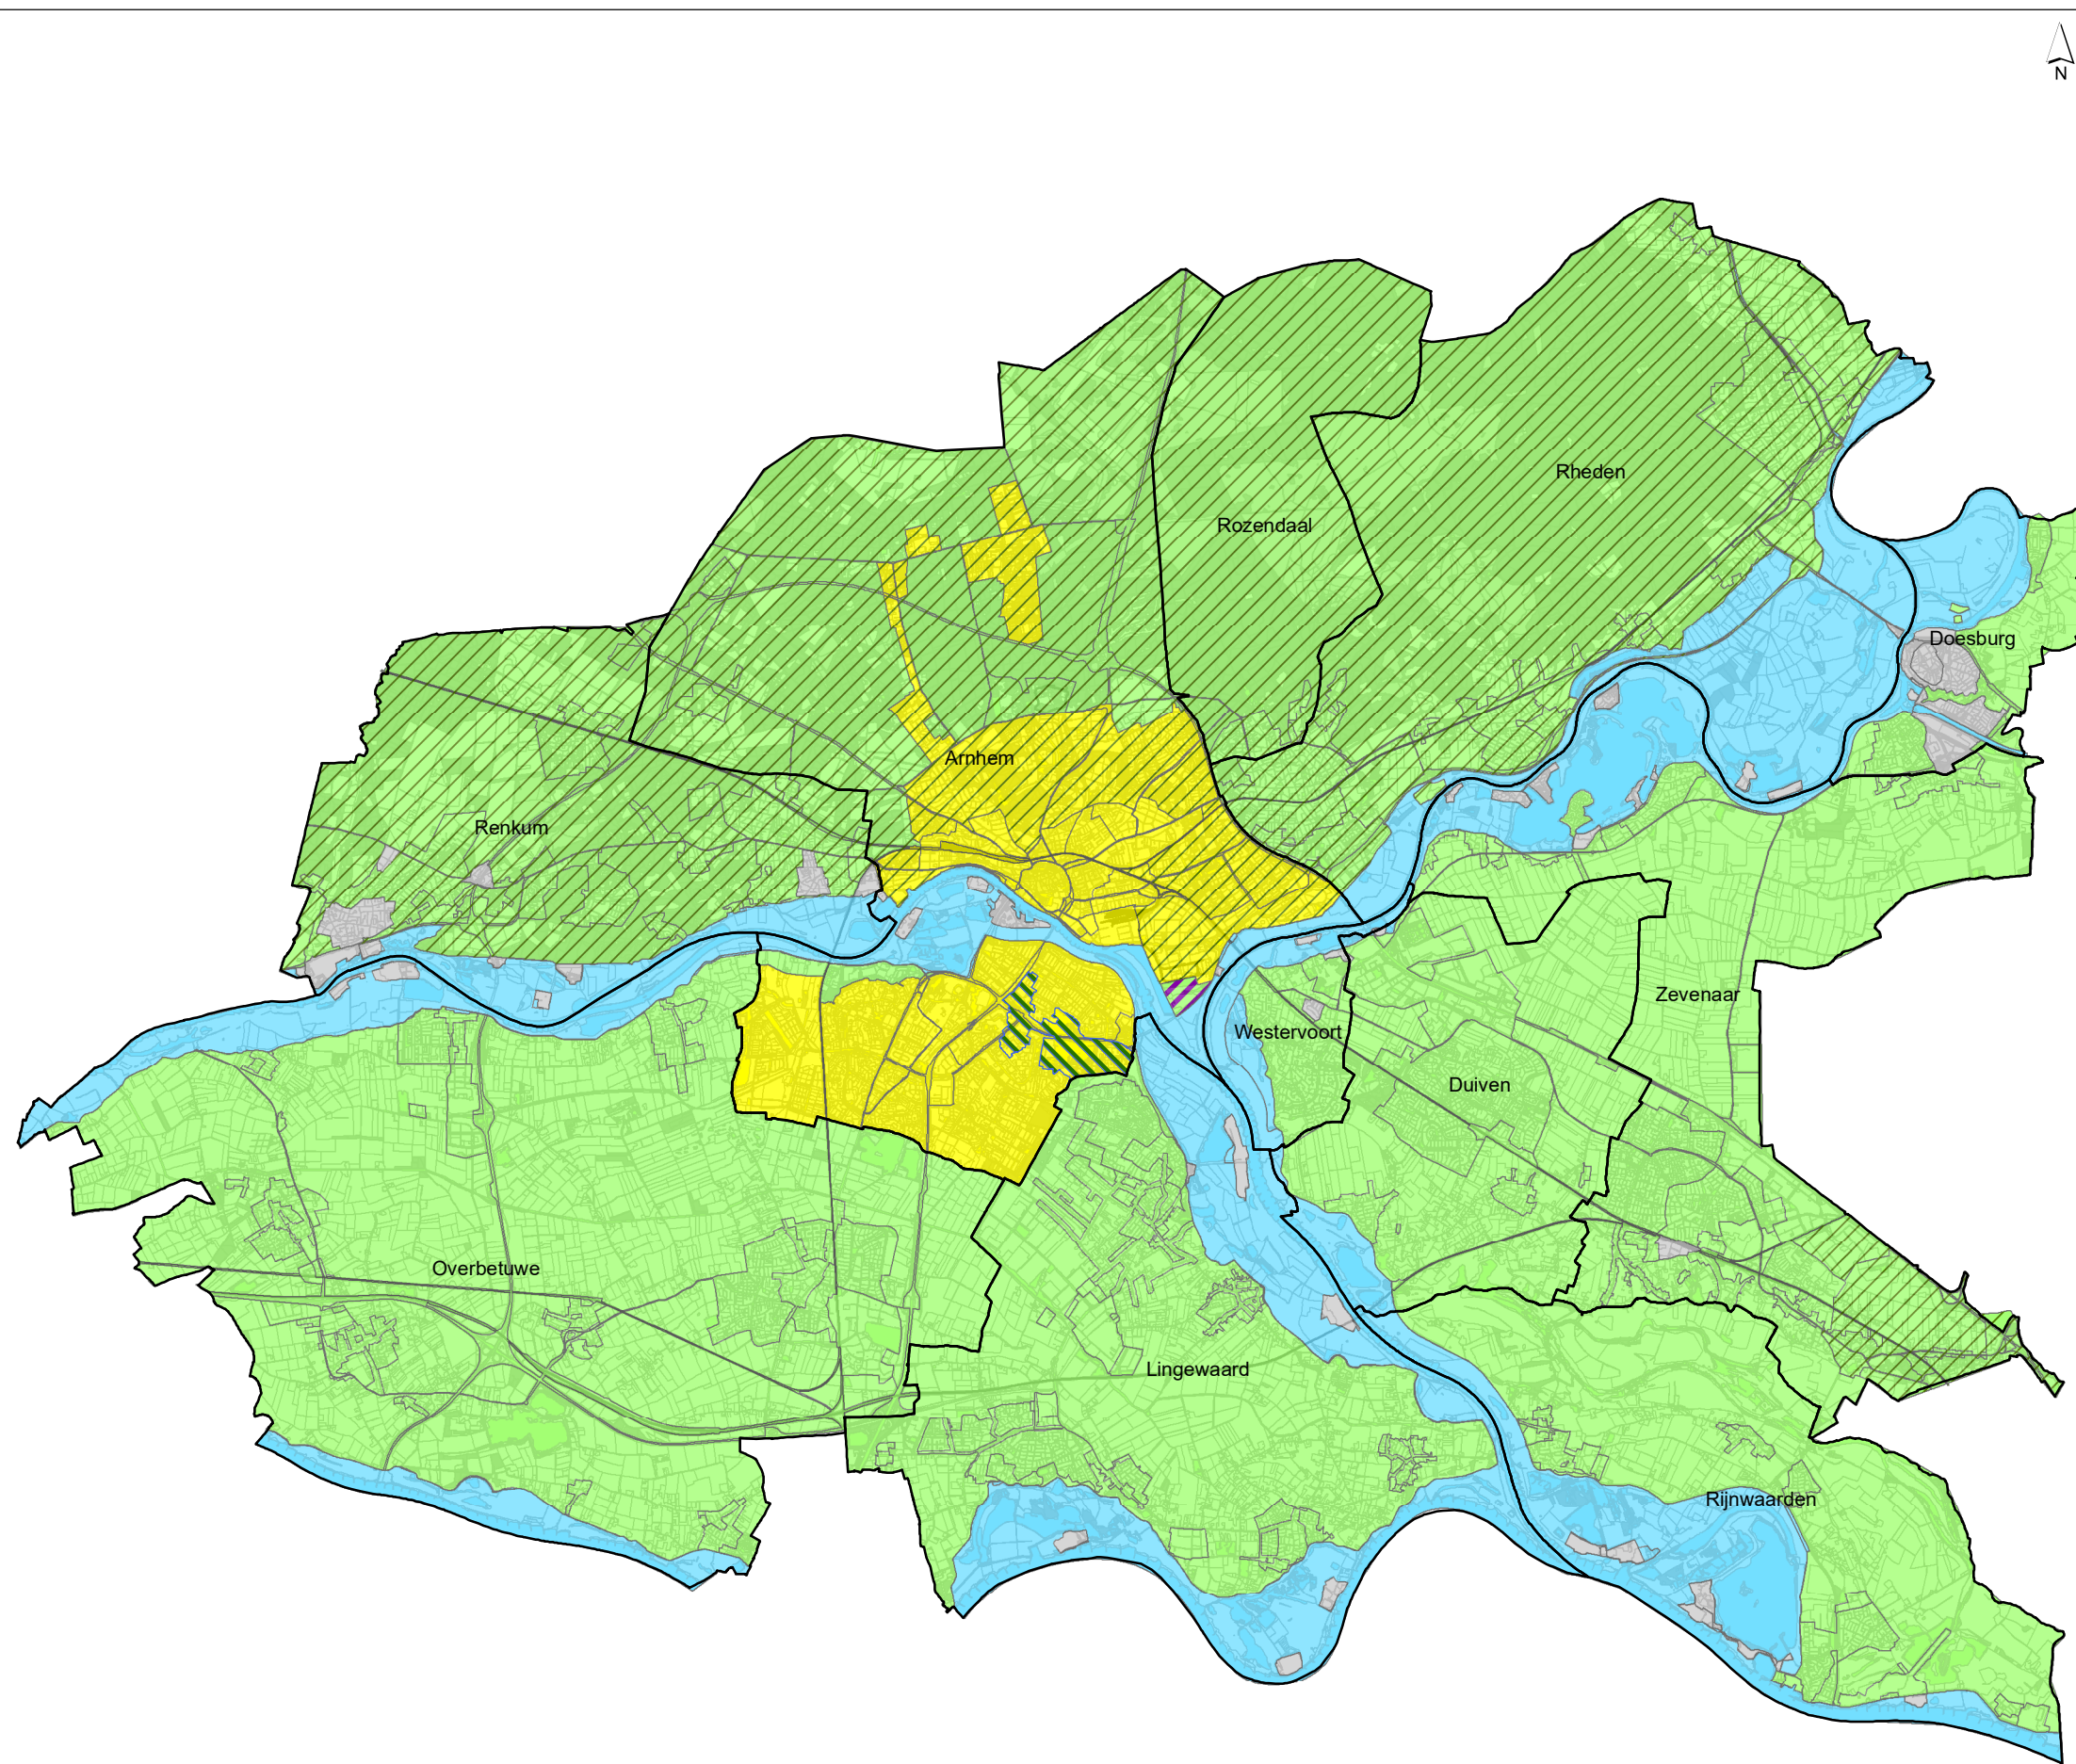 N
Rheden
Rozendaal
Doesburg
Arnhem
Renkum
Zevenaar
Westervoort
Duiven
Overbetuwe
Lingewaard
Rijnwaarden